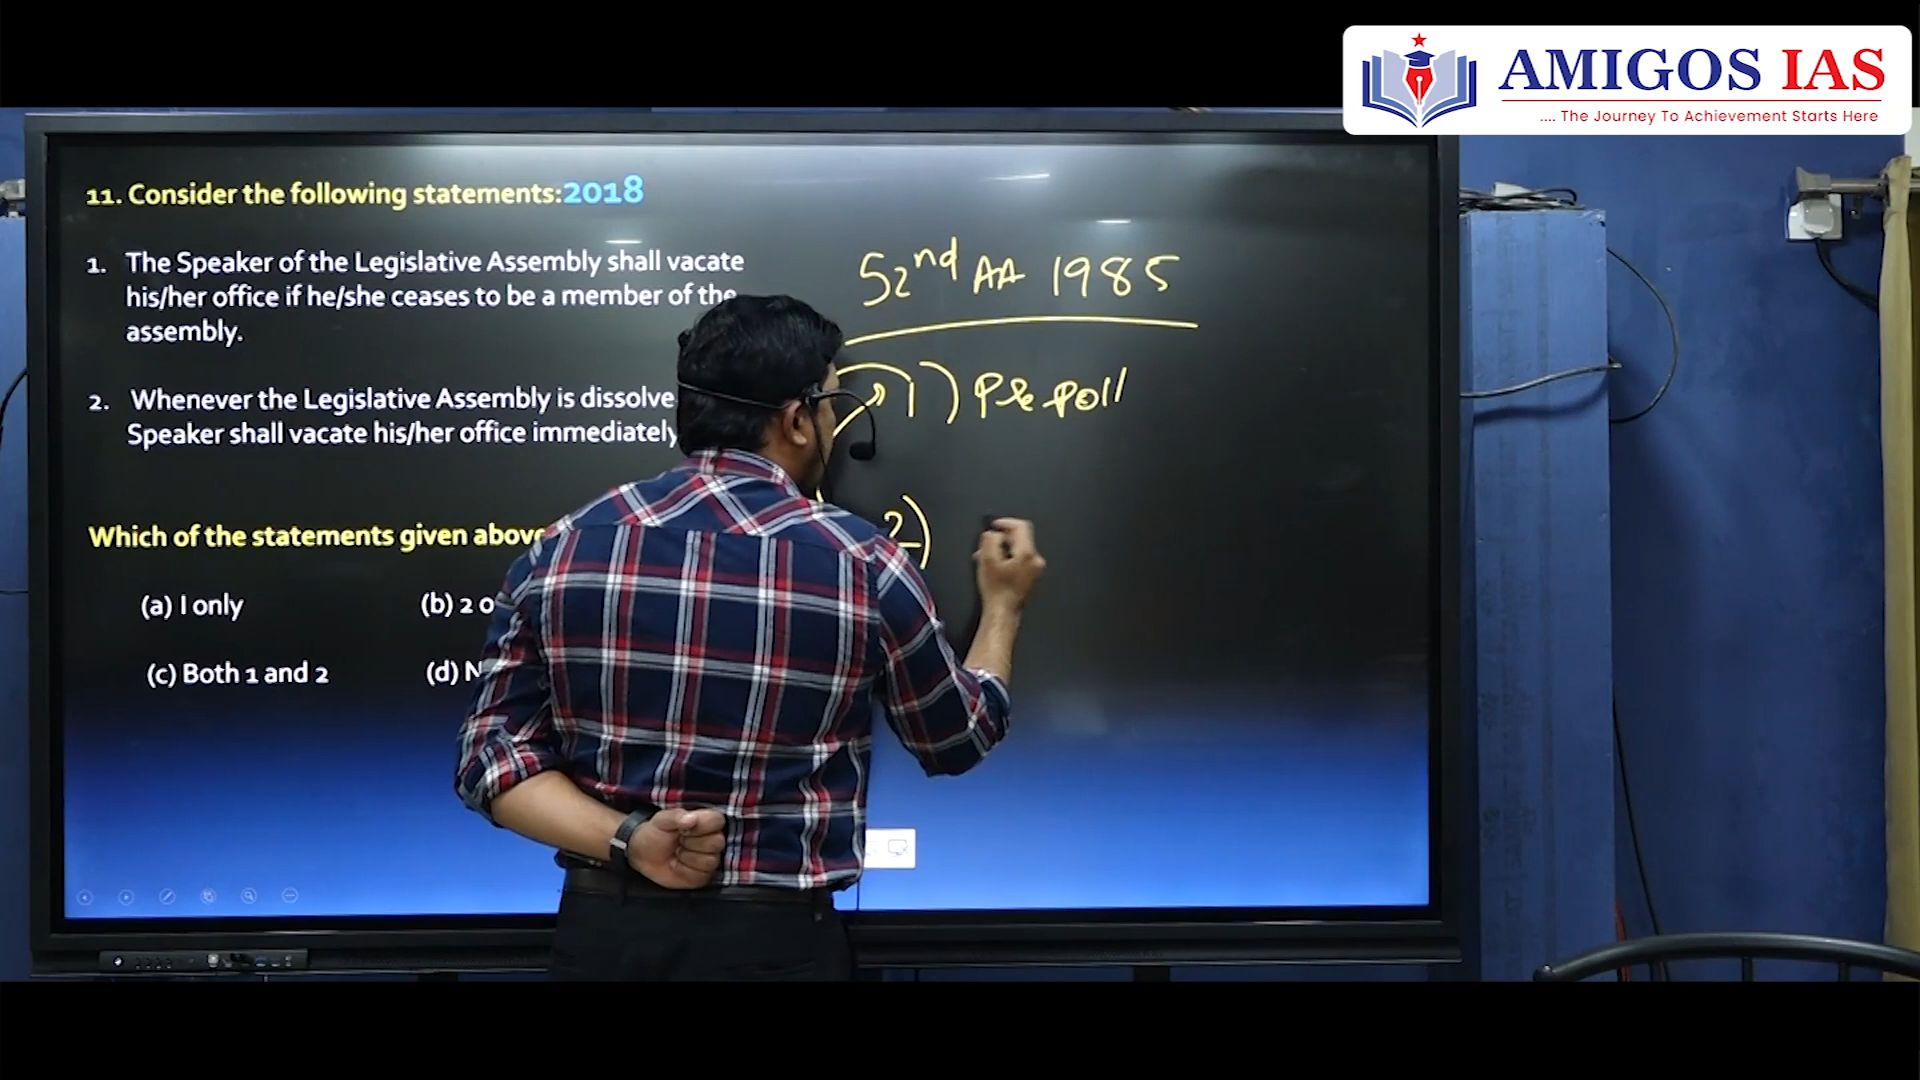 AMIGOS IAS
.... The Journey To Achievement Starts Here
11. Consider the following statements:2018
1. The Speaker of the Legislative Assembly shall vacate
his/her office if he/she ceases to be a member of the
assembly.
2. Whenever the Legislative Assembly is dissolve
Speaker shall vacate his/her office immediately
Which of the statements given above
(a) I only
(b) 2 o
(c) Both 1 and 2
(d) N
52nd AA 1985
1) Pre poll
2)